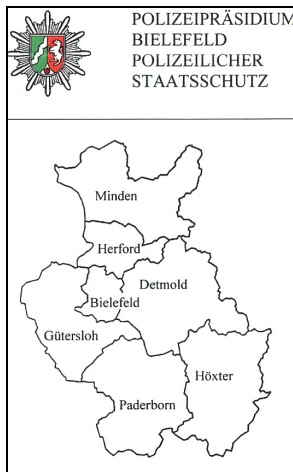 POLIZEIPRÄSIDIUM
BIELEFELD
POLIZEILICHER
STAATSSCHUTZ
Minden
Herford
Detmold
Bielefeld
Gütersloh
Höxter
Paderborn